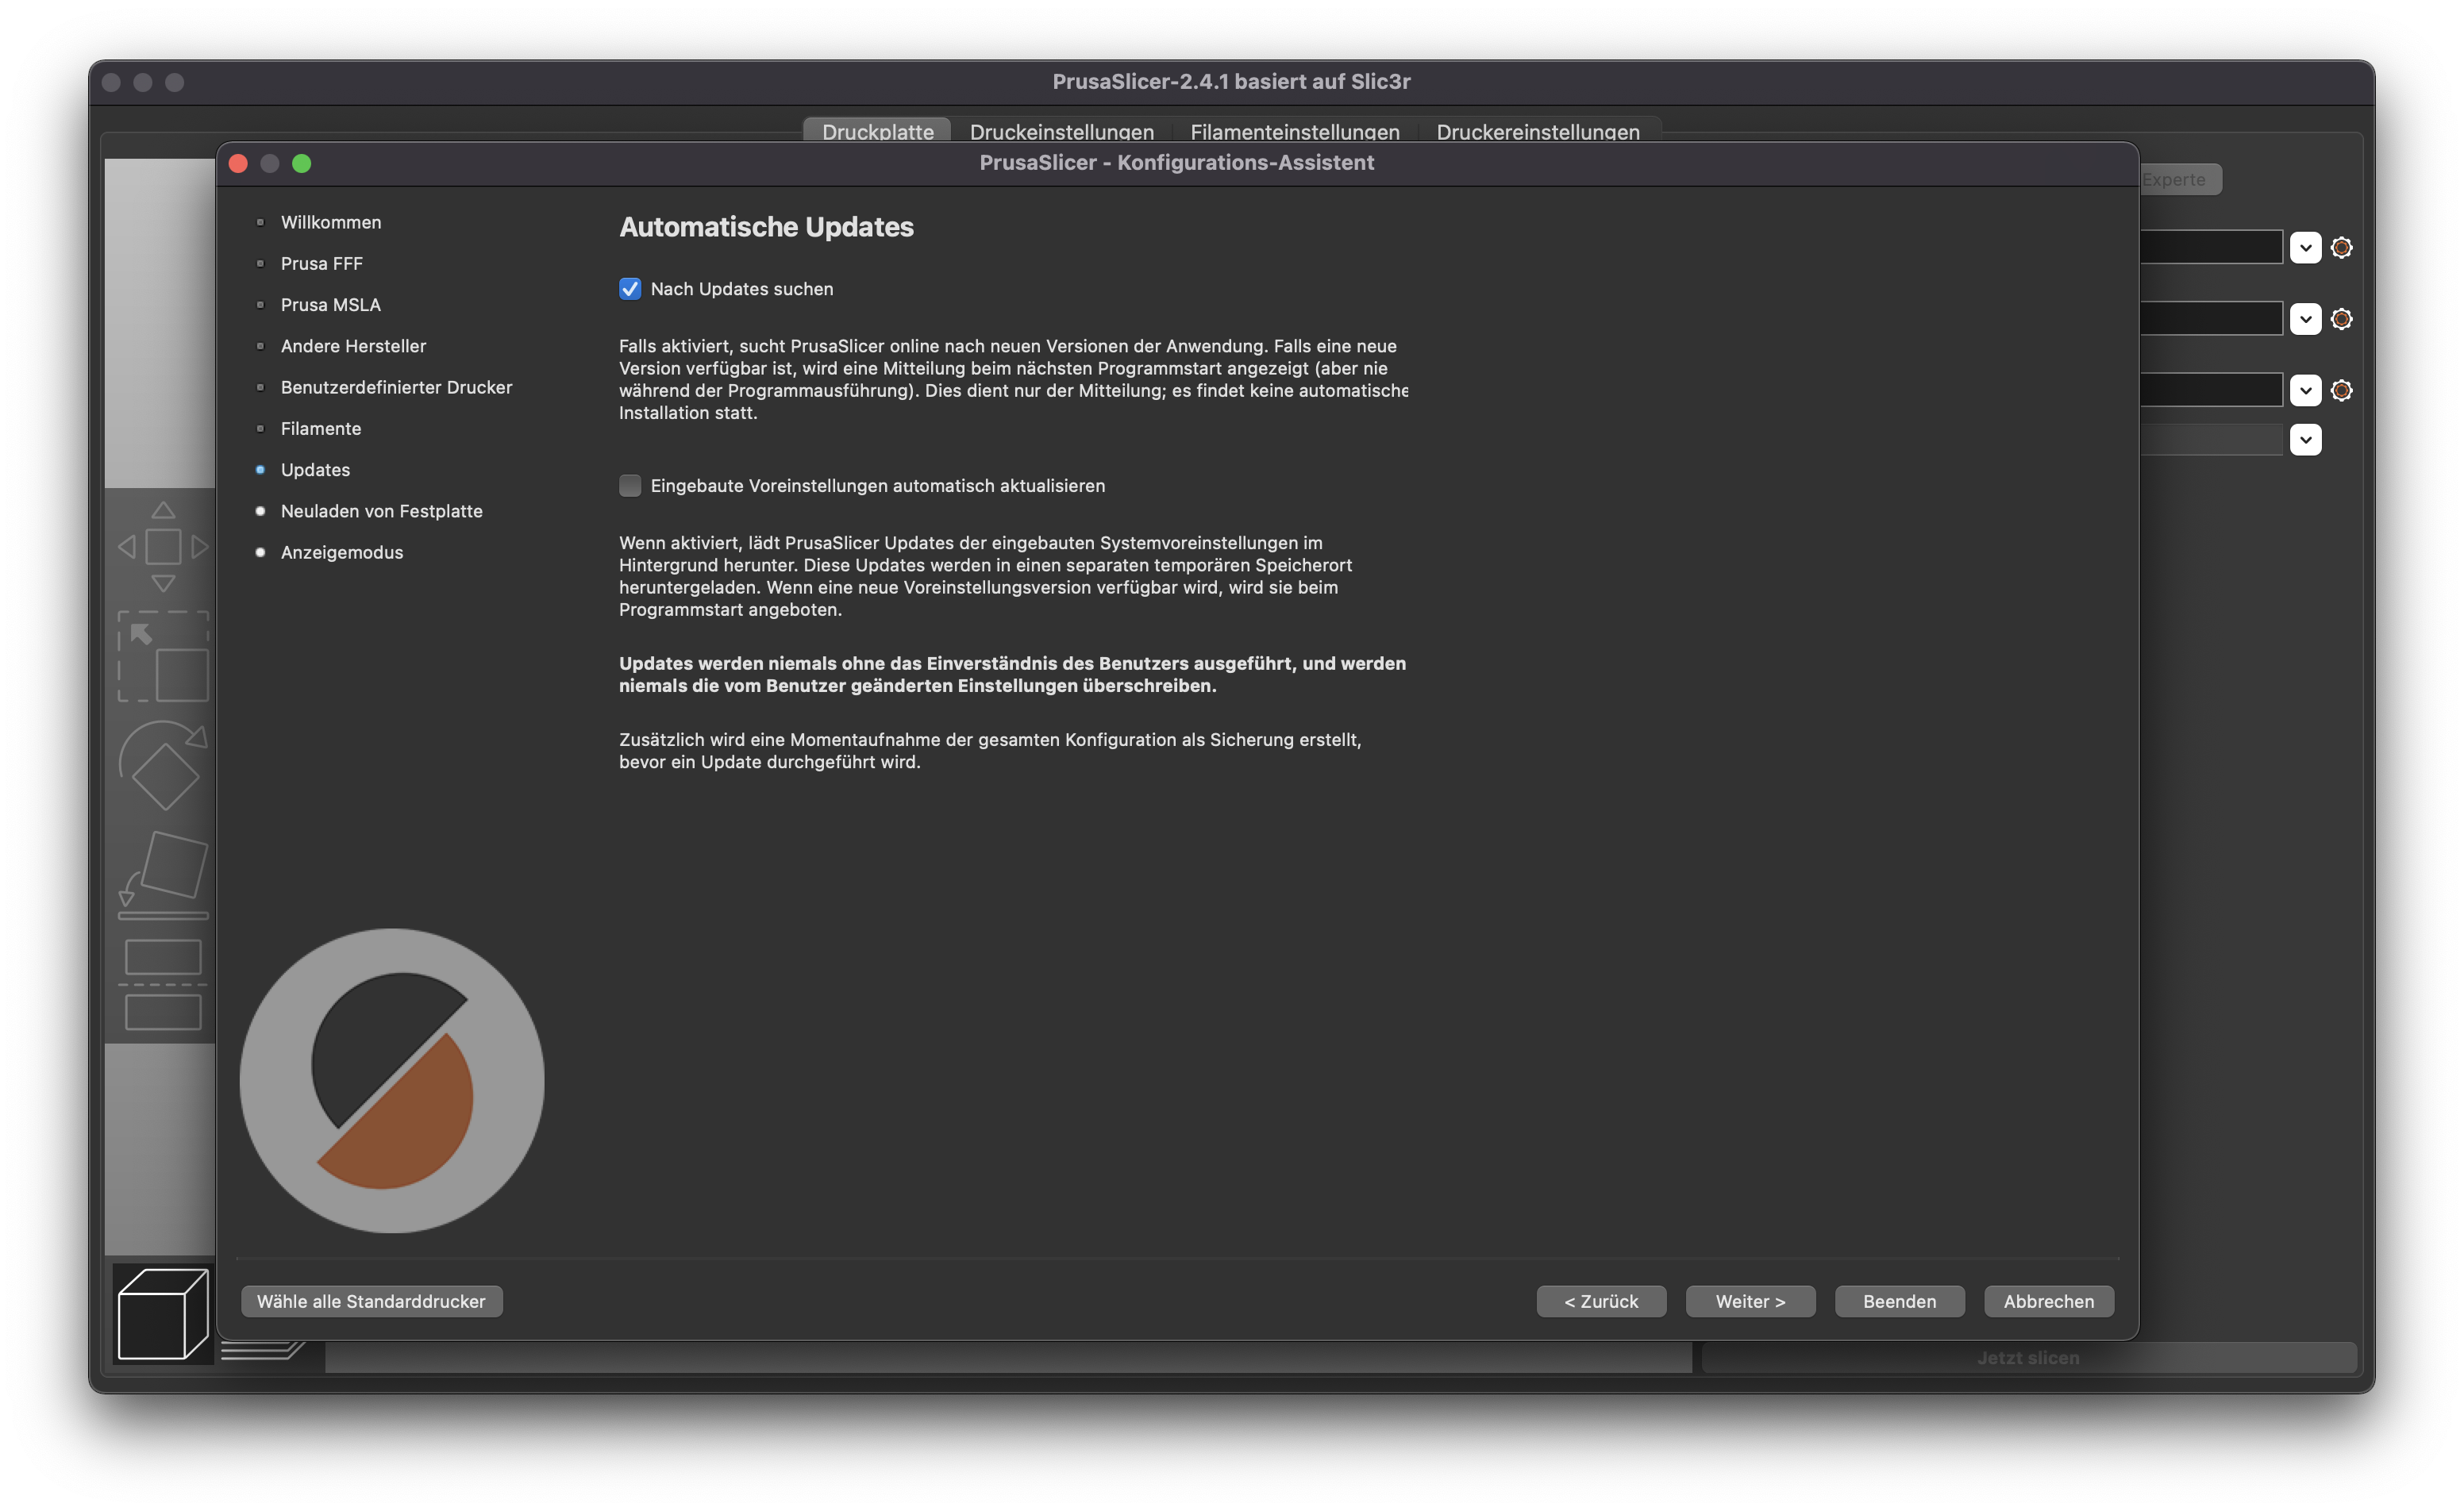 PrusaSlicer-2.4.1 basiert auf Slic3r
Druckplatte
Druckeinstellungen
Filamenteinstellungen
Druckereinstellungen
PrusaSlicer - Konfigurations-Assistent
Experte
Willkommen
Prusa FFF
Prusa MSLA
Andere Hersteller
Benutzerdefinierter Drucker
Filamente
Updates
Neuladen von Festplatte
Anzeigemodus
Automatische Updates
Nach Updates suchen
Falls aktiviert, sucht PrusaSlicer online nach neuen Versionen der Anwendung. Falls eine neue
Version verfügbar ist, wird eine Mitteilung beim nächsten Programmstart angezeigt (aber nie
während der Programmausführung). Dies dient nur der Mitteilung; es findet keine automatische
Installation statt.
Eingebaute Voreinstellungen automatisch aktualisieren
Wenn aktiviert, lädt PrusaSlicer Updates der eingebauten Systemvoreinstellungen im
Hintergrund herunter. Diese Updates werden in einen separaten temporären Speicherort
heruntergeladen. Wenn eine neue Voreinstellungsversion verfügbar wird, wird sie beim
Programmstart angeboten.
Updates werden niemals ohne das Einverständnis des Benutzers ausgeführt, und werden
niemals die vom Benutzer geänderten Einstellungen überschreiben.
Zusätzlich wird eine Momentaufnahme der gesamten Konfiguration als Sicherung erstellt,
bevor ein Update durchgeführt wird.
Wähle alle Standarddrucker
< Zurück
Weiter >
Beenden
Abbrechen
Jetzt slicen